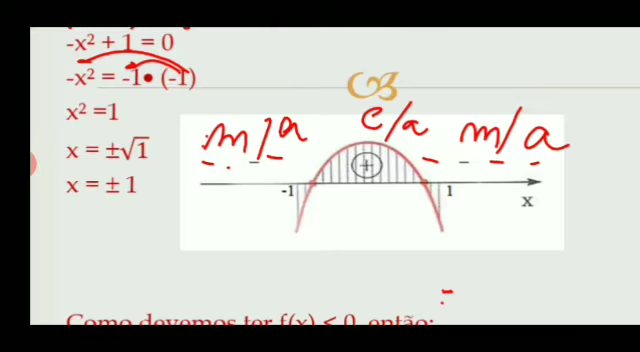 -x² + 1 = 0
-x² = -1• (-1)
x² =1
x = ±√1
x = ± 1
m/a c/a m/a
- + -
-1 1
x
Como devemos ter f(x) < 0, então: